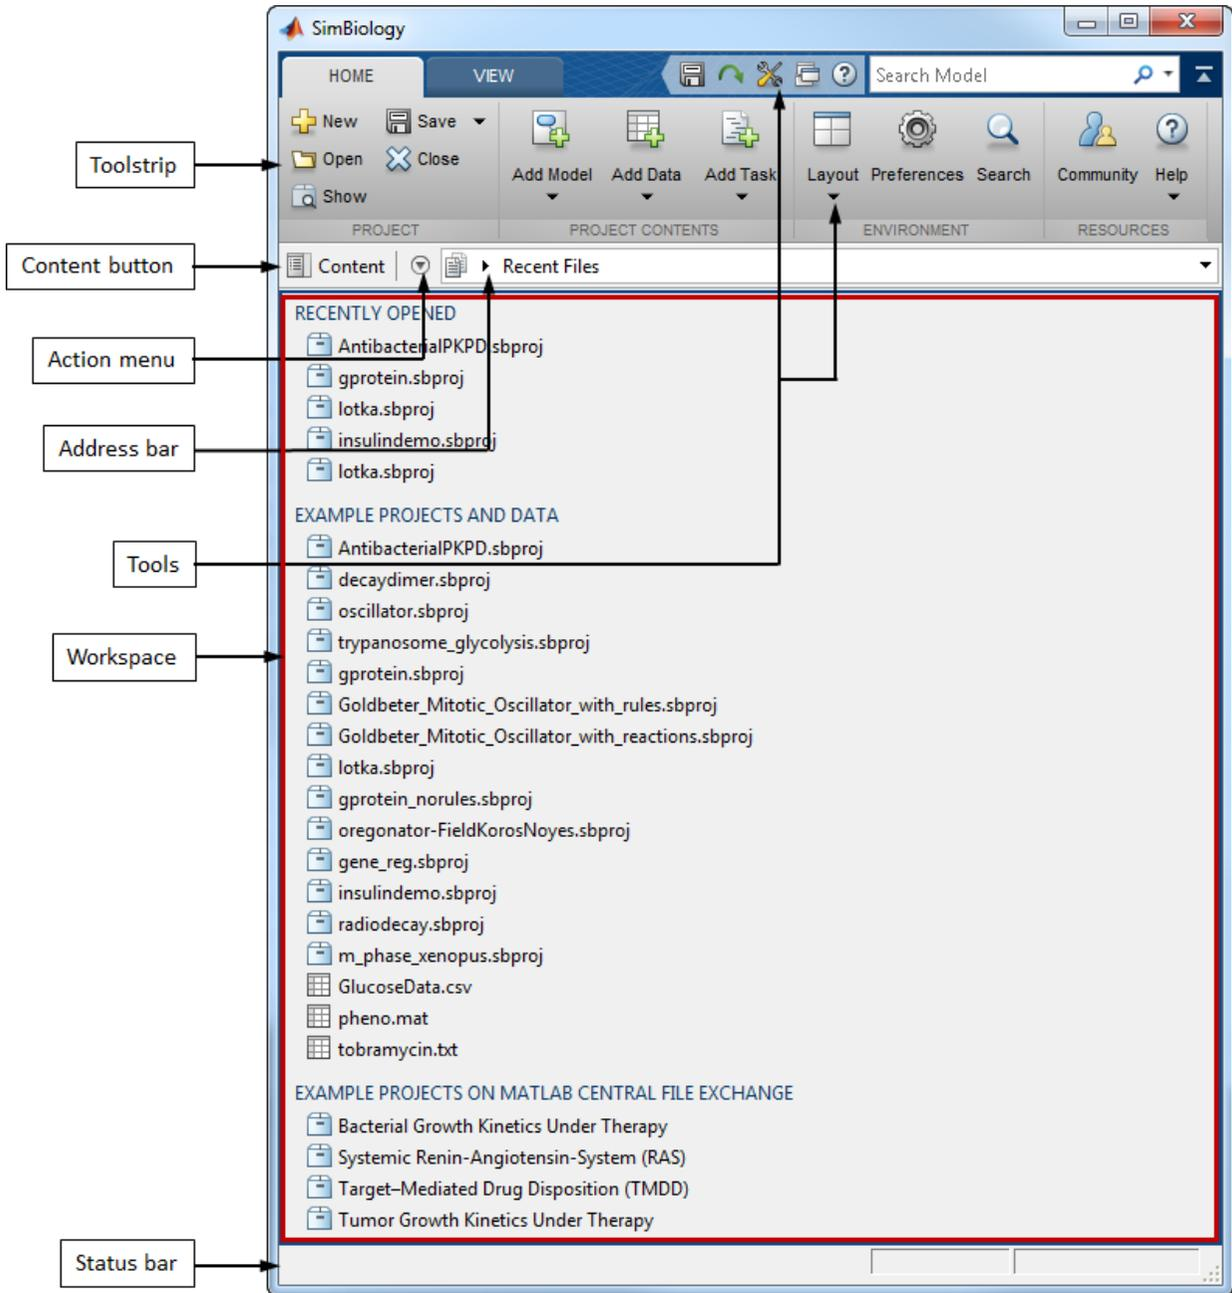 SimBiology
HOME VIEW Search Model
New Save
Open Close
Show
Add Model Add Data Add Task Layout Preferences Search Community Help
PROJECT PROJECT CONTENTS ENVIRONMENT RESOURCES
Toolstrip
Content button
Content Recent Files
Action menu
Address bar
Tools
Workspace
Status bar
RECENTLY OPENED
AntibacterialPKPD.sbproj
gprotein.sbproj
lotka.sbproj
insulindemo.sbproj
lotka.sbproj
EXAMPLE PROJECTS AND DATA
AntibacterialPKPD.sbproj
decaydimer.sbproj
oscillator.sbproj
trypanosome_glycolysis.sbproj
gprotein.sbproj
Goldbeter_Mitotic_Oscillator_with_rules.sbproj
Goldbeter_Mitotic_Oscillator_with_reactions.sbproj
lotka.sbproj
gprotein_norules.sbproj
oregonator-FieldKorosNoyes.sbproj
gene_reg.sbproj
insulindemo.sbproj
radiodecay.sbproj
m_phase_xenopus.sbproj
GlucoseData.csv
pheno.mat
tobramycin.txt
EXAMPLE PROJECTS ON MATLAB CENTRAL FILE EXCHANGE
Bacterial Growth Kinetics Under Therapy
Systemic Renin-Angiotensin-System (RAS)
Target–Mediated Drug Disposition (TMDD)
Tumor Growth Kinetics Under Therapy